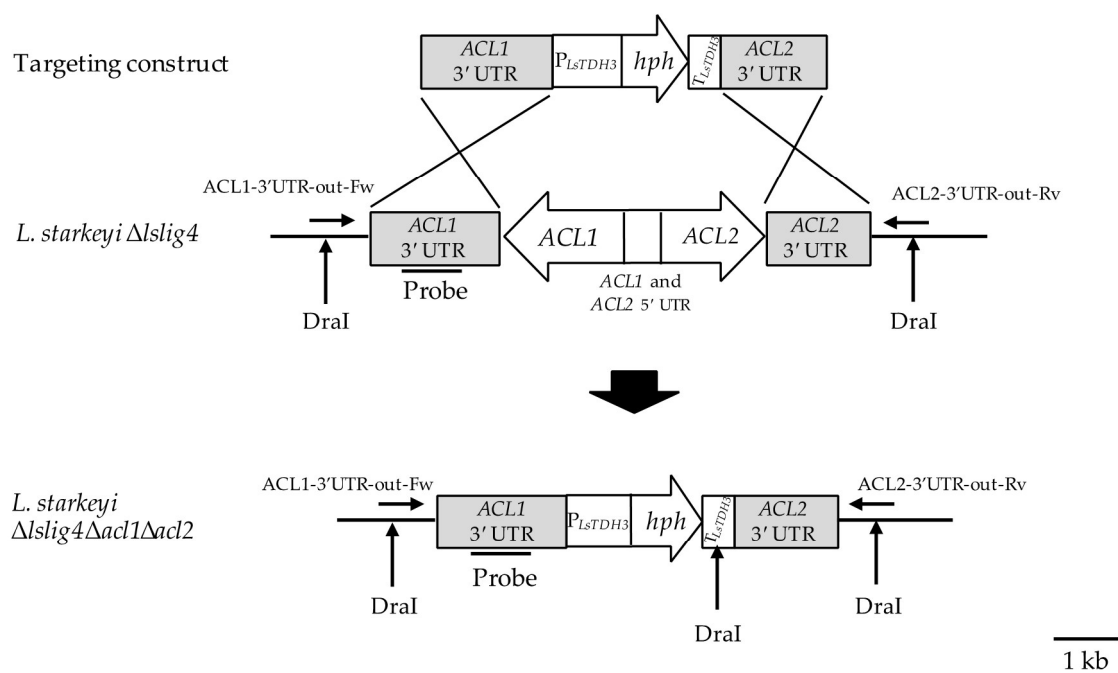 Targeting construct
ACL1
3′ UTR
PLsTDH3
hph
TLsTDH3
ACL2
3′ UTR
ACL1-3′UTR-out-Fw
ACL2-3′UTR-out-Rv
L. starkeyi Δlslig4
ACL1
3′ UTR
ACL1
ACL2
ACL2
3′ UTR
Probe
ACL1 and
ACL2 5′ UTR
DraI
DraI
L. starkeyi
Δlslig4Δacl1Δacl2
ACL1-3′UTR-out-Fw
ACL2-3′UTR-out-Rv
ACL1
3′ UTR
PLsTDH3
hph
TLsTDH3
ACL2
3′ UTR
Probe
DraI
DraI
DraI
1 kb